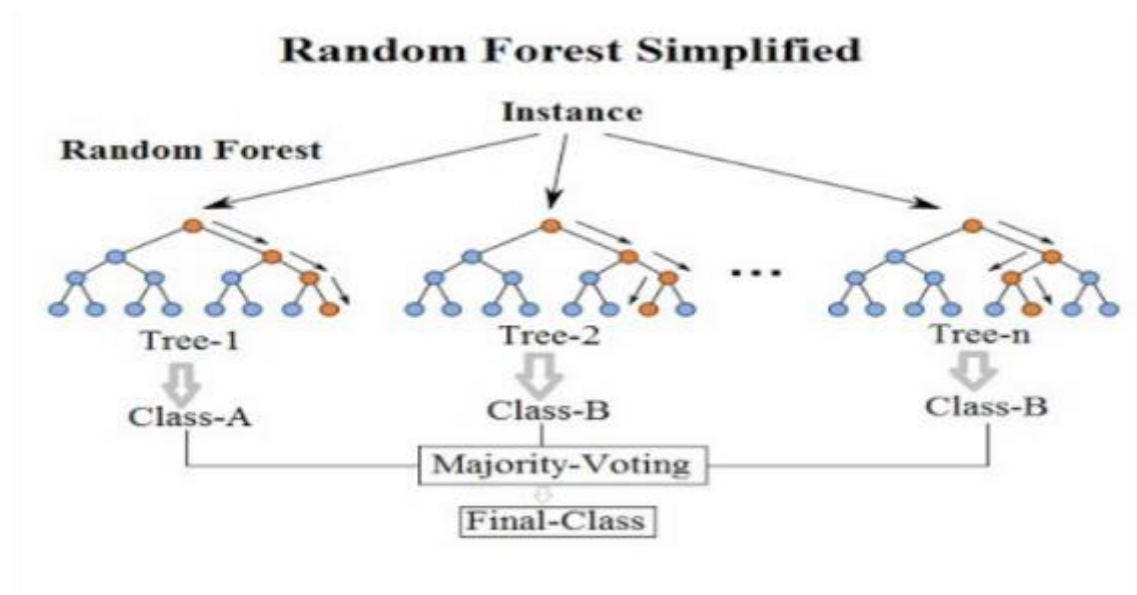 Random Forest Simplified
Instance
Random Forest
...
Tree-1
Tree-2
Tree-n
Class-A
Class-B
Class-B
Majority-Voting
Final-Class